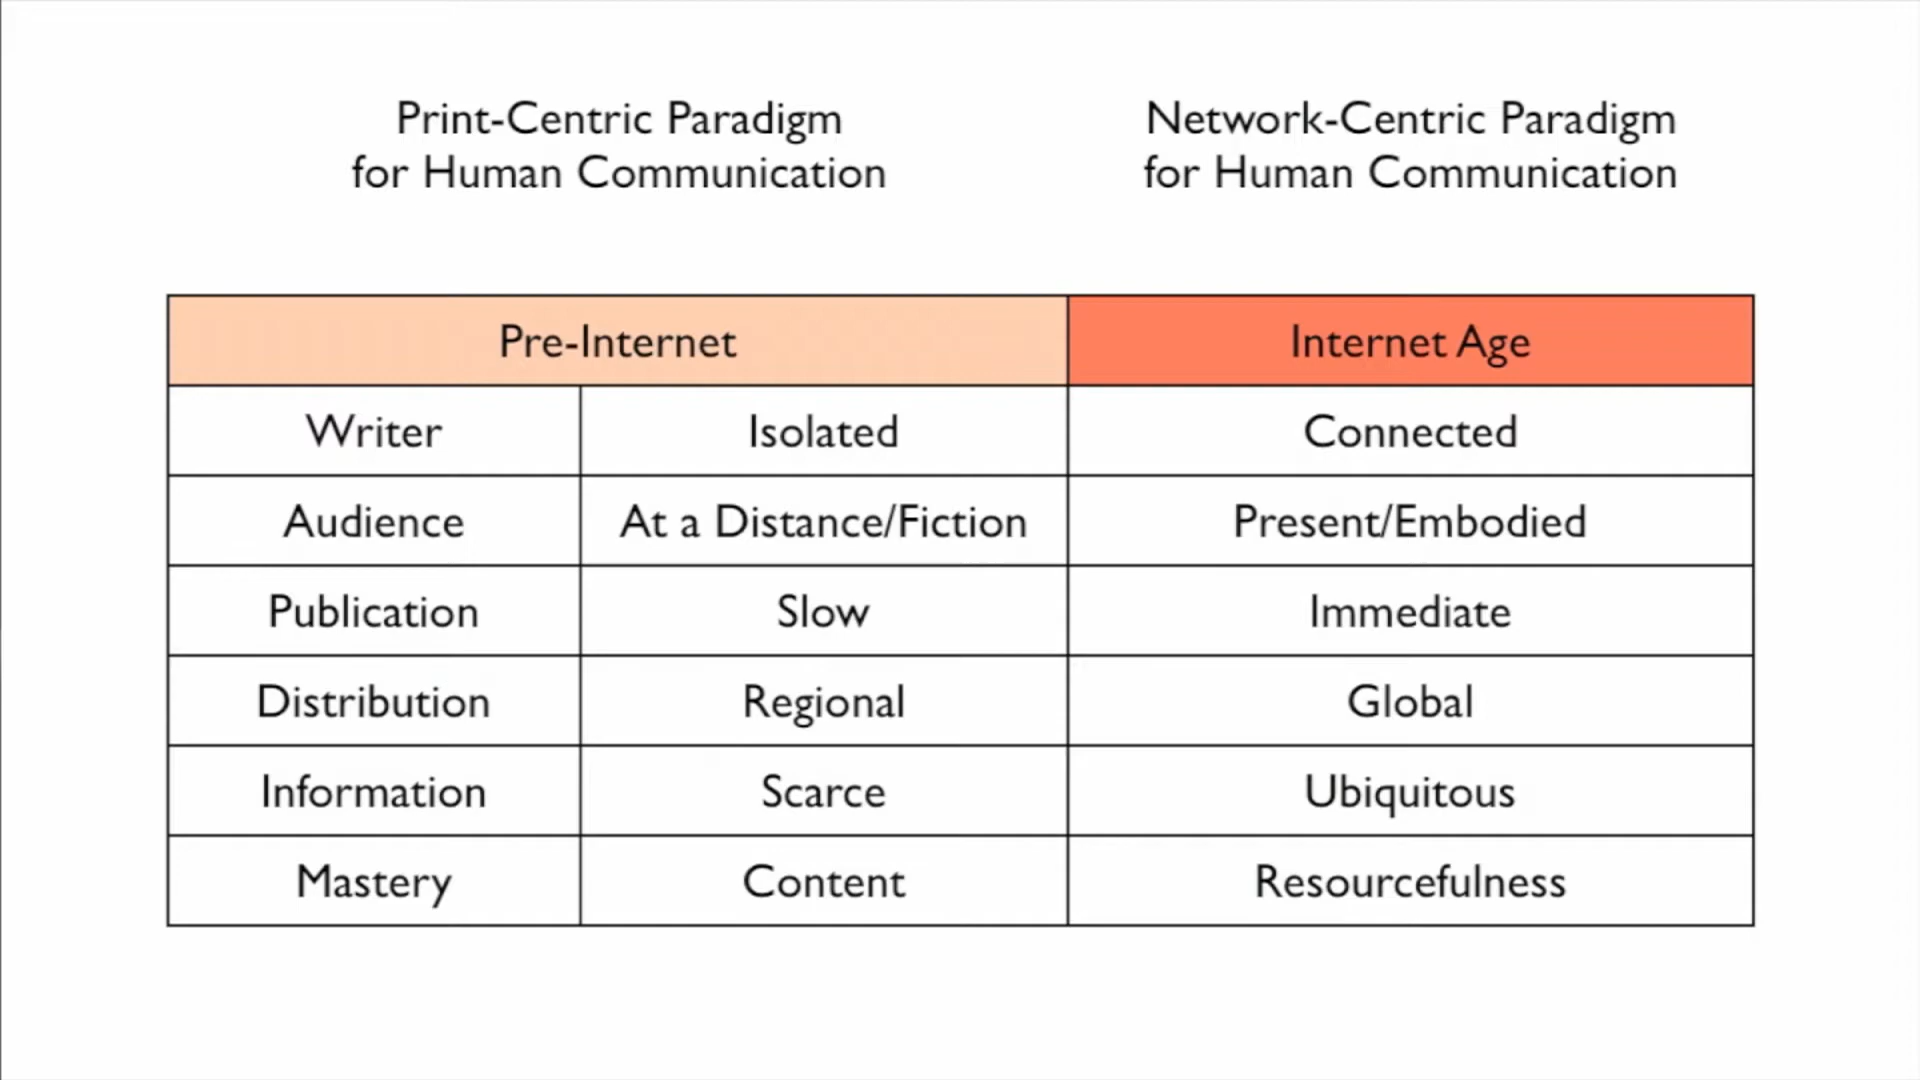 Print-Centric Paradigm
for Human Communication
Network-Centric Paradigm
for Human Communication
Pre-Internet
Internet Age
Writer
Isolated
Connected
Audience
At a Distance/Fiction
Present/Embodied
Publication
Slow
Immediate
Distribution
Regional
Global
Information
Scarce
Ubiquitous
Mastery
Content
Resourcefulness